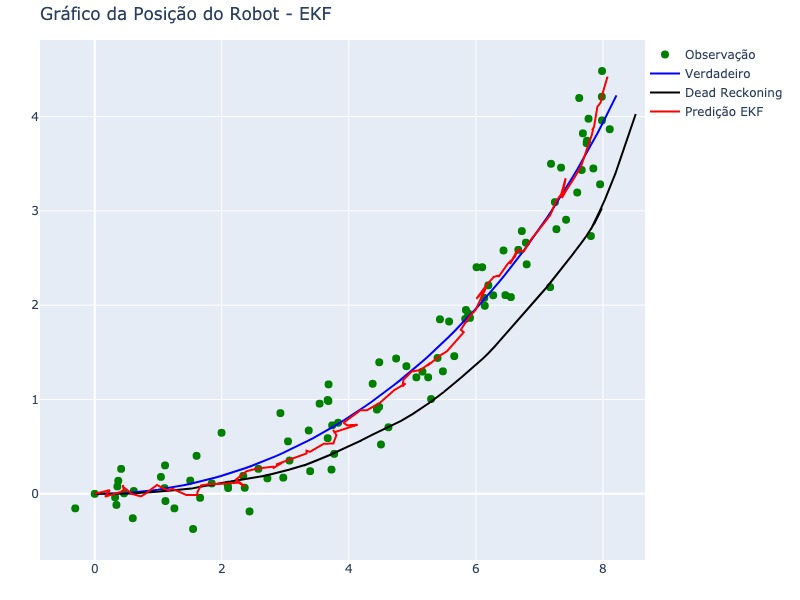 Gráfico da Posição do Robot - EKF
Observação
Verdadeiro
Dead Reckoning
Predição EKF
4
3
2
1
0
0 2 4 6 8